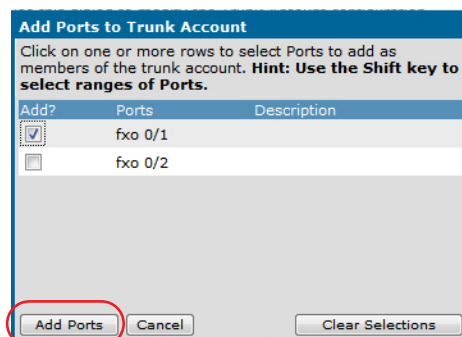 Add Ports to Trunk Account
Click on one or more rows to select Ports to add as
members of the trunk account. Hint: Use the Shift key to
select ranges of Ports.
Add? Ports Description
fxo 0/1
fxo 0/2
Add Ports Cancel Clear Selections